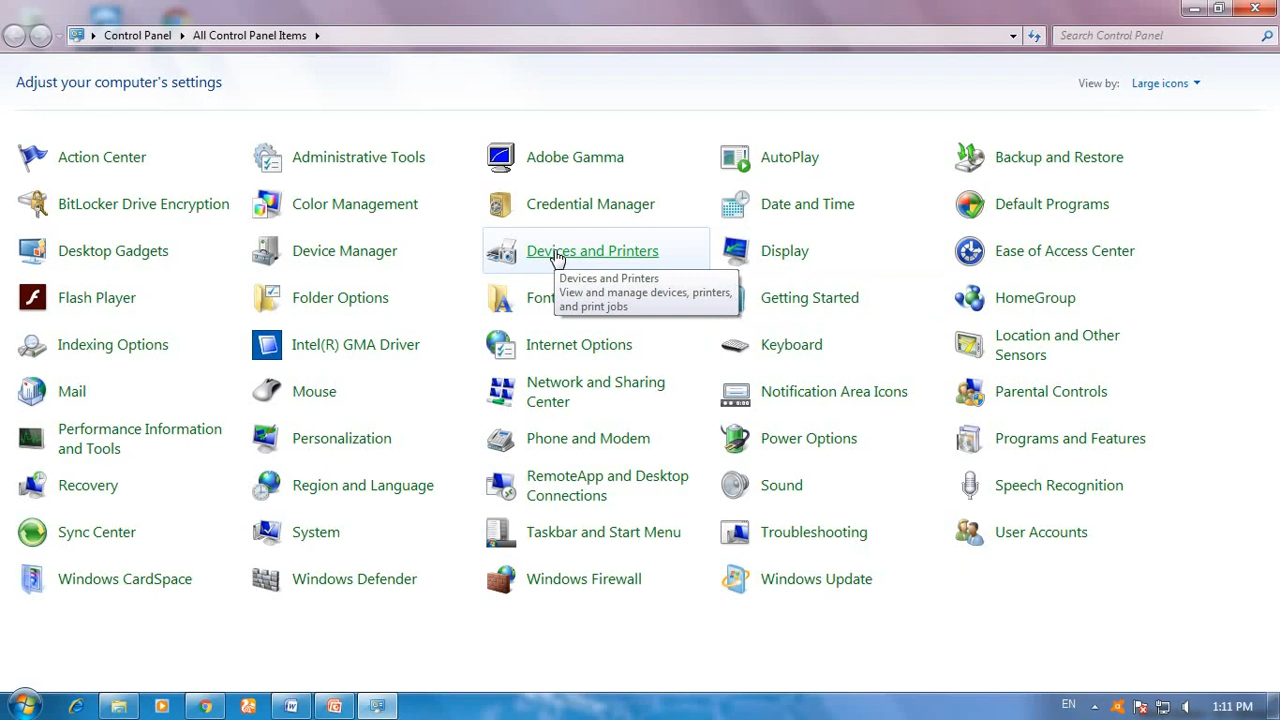 Control Panel All Control Panel Items
Search Control Panel
Adjust your computer's settings
View by: Large icons
Action Center
Administrative Tools
Adobe Gamma
AutoPlay
Backup and Restore
BitLocker Drive Encryption
Color Management
Credential Manager
Date and Time
Default Programs
Desktop Gadgets
Device Manager
Devices and Printers
Display
Ease of Access Center
Devices and Printers
View and manage devices, printers,
and print jobs
Flash Player
Folder Options
Getting Started
HomeGroup
Indexing Options
Intel(R) GMA Driver
Internet Options
Keyboard
Location and Other
Sensors
Mail
Mouse
Network and Sharing
Center
Notification Area Icons
Parental Controls
Performance Information
and Tools
Personalization
Phone and Modem
Power Options
Programs and Features
Recovery
Region and Language
RemoteApp and Desktop
Connections
Sound
Speech Recognition
Sync Center
System
Taskbar and Start Menu
Troubleshooting
User Accounts
Windows CardSpace
Windows Defender
Windows Firewall
Windows Update
EN
1:11 PM